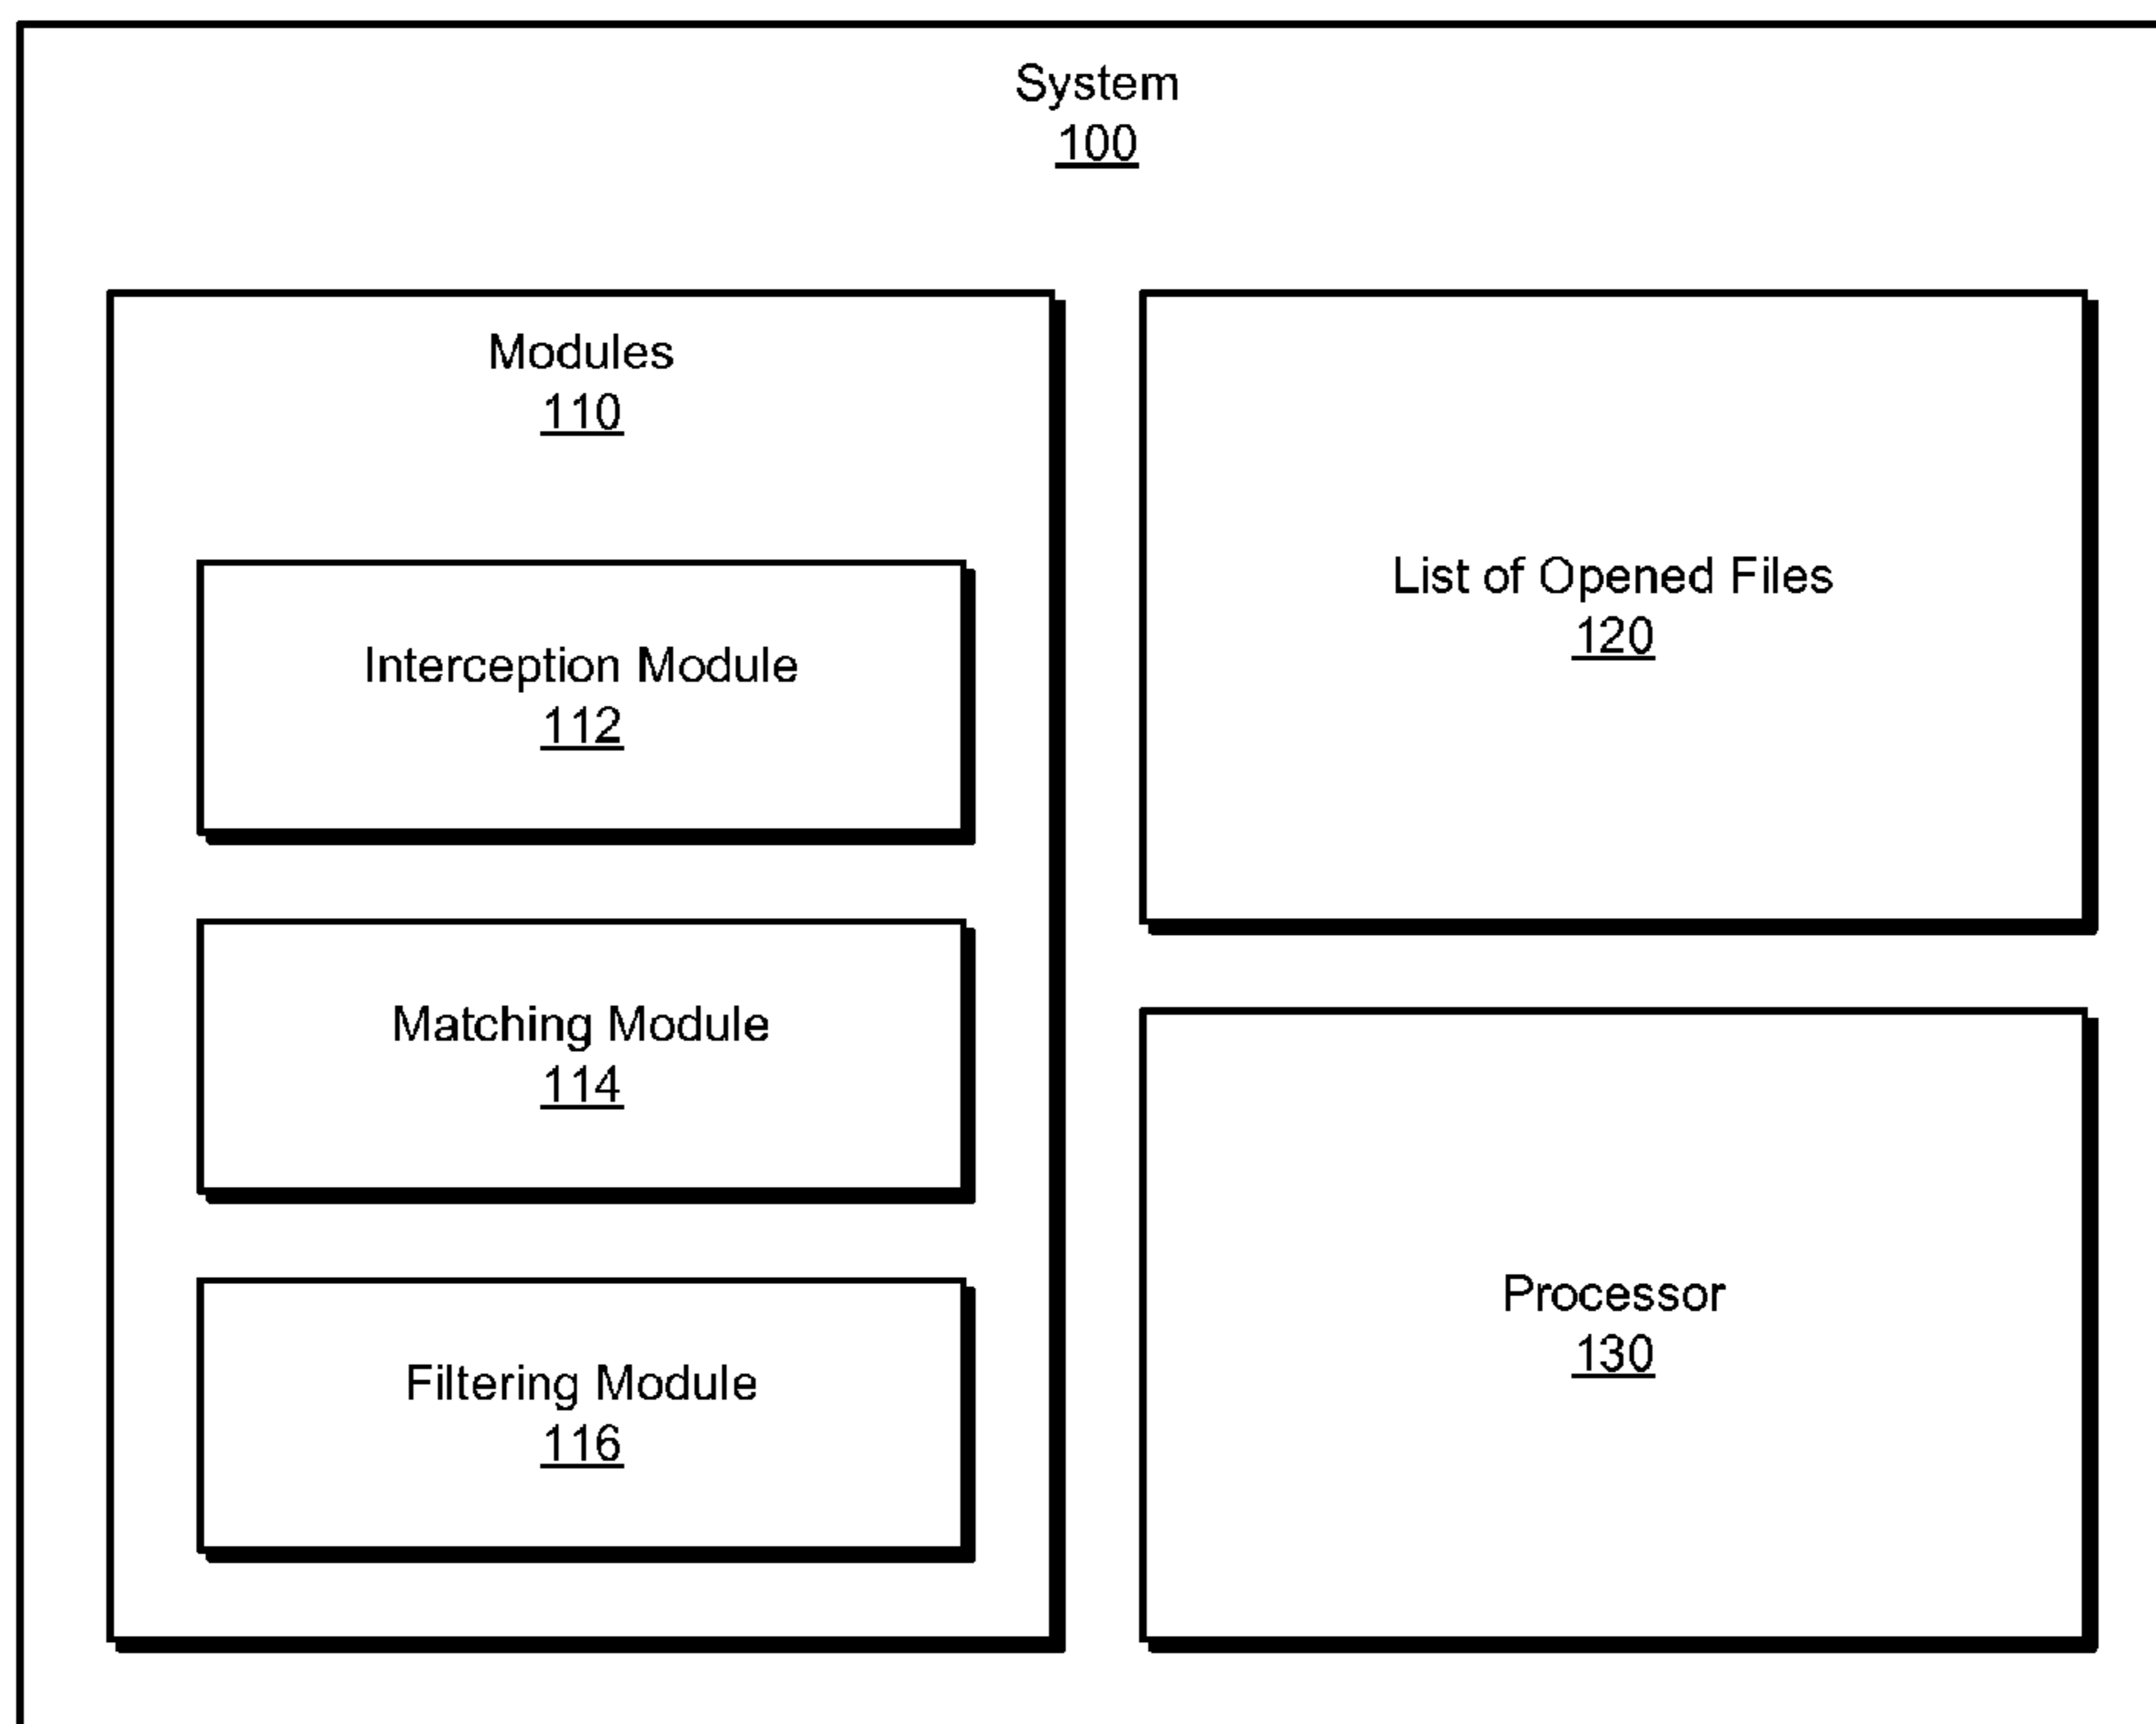 System
100
Modules
110
Interception Module
112
Matching Module
114
Filtering Module
116
List of Opened Files
120
Processor
130